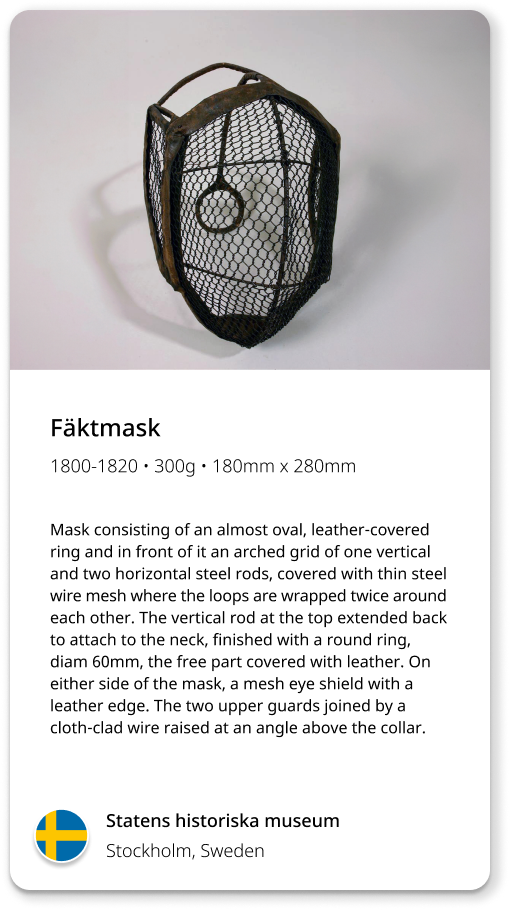 Fäktmask
1800-1820 • 300g • 180mm x 280mm
Mask consisting of an almost oval, leather-covered
ring and in front of it an arched grid of one vertical
and two horizontal steel rods, covered with thin steel
wire mesh where the loops are wrapped twice around
each other. The vertical rod at the top extended back
to attach to the neck, finished with a round ring,
diam 60mm, the free part covered with leather. On
either side of the mask, a mesh eye shield with a
leather edge. The two upper guards joined by a
cloth-clad wire raised at an angle above the collar.
Statens historiska museum
Stockholm, Sweden